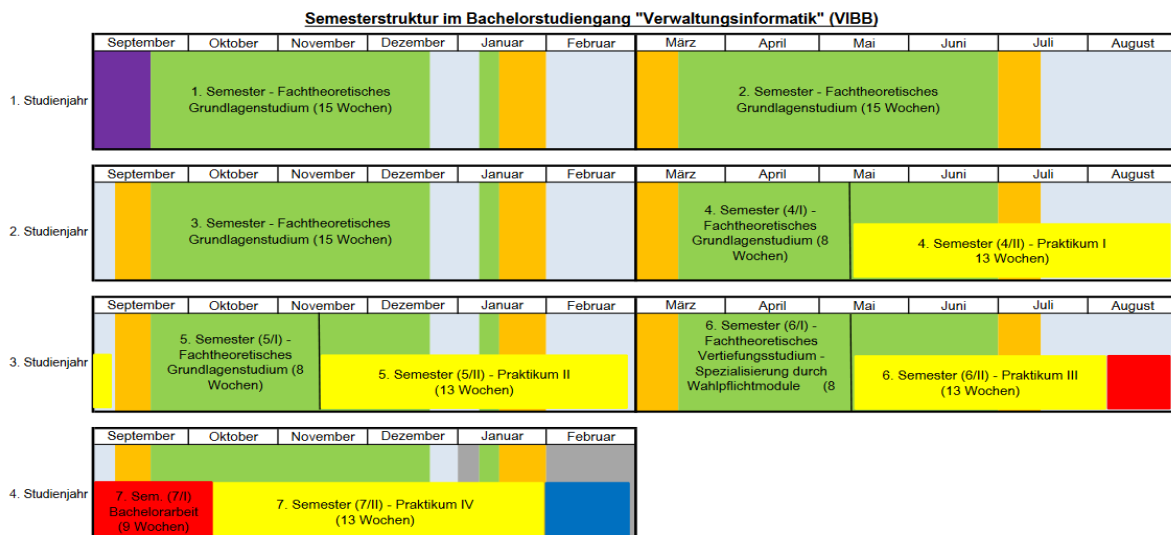 Semesterstruktur im Bachelorstudiengang "Verwaltungsinformatik" (VIBB)
September Oktober November Dezember Januar Februar März April Mai Juni Juli August
1. Studienjahr
1. Semester - Fachtheoretisches
Grundlagenstudium (15 Wochen)
2. Semester - Fachtheoretisches
Grundlagenstudium (15 Wochen)
September Oktober November Dezember Januar Februar März April Mai Juni Juli August
2. Studienjahr
3. Semester - Fachtheoretisches
Grundlagenstudium (15 Wochen)
4. Semester (4/I) -
Fachtheoretisches
Grundlagenstudium (8
Wochen)
4. Semester (4/II) - Praktikum I
13 Wochen)
September Oktober November Dezember Januar Februar März April Mai Juni Juli August
3. Studienjahr
5. Semester (5/I) -
Fachtheoretisches
Grundlagenstudium (8
Wochen)
5. Semester (5/II) - Praktikum II
(13 Wochen)
6. Semester (6/I) -
Fachtheoretisches
Vertiefungsstudium -
Spezialisierung durch
Wahlpflichtmodule (8
6. Semester (6/II) - Praktikum III
(13 Wochen)
September Oktober November Dezember Januar Februar
4. Studienjahr
7. Sem. (7/I)
Bachelorarbeit
(9 Wochen)
7. Semester (7/II) - Praktikum IV
(13 Wochen)